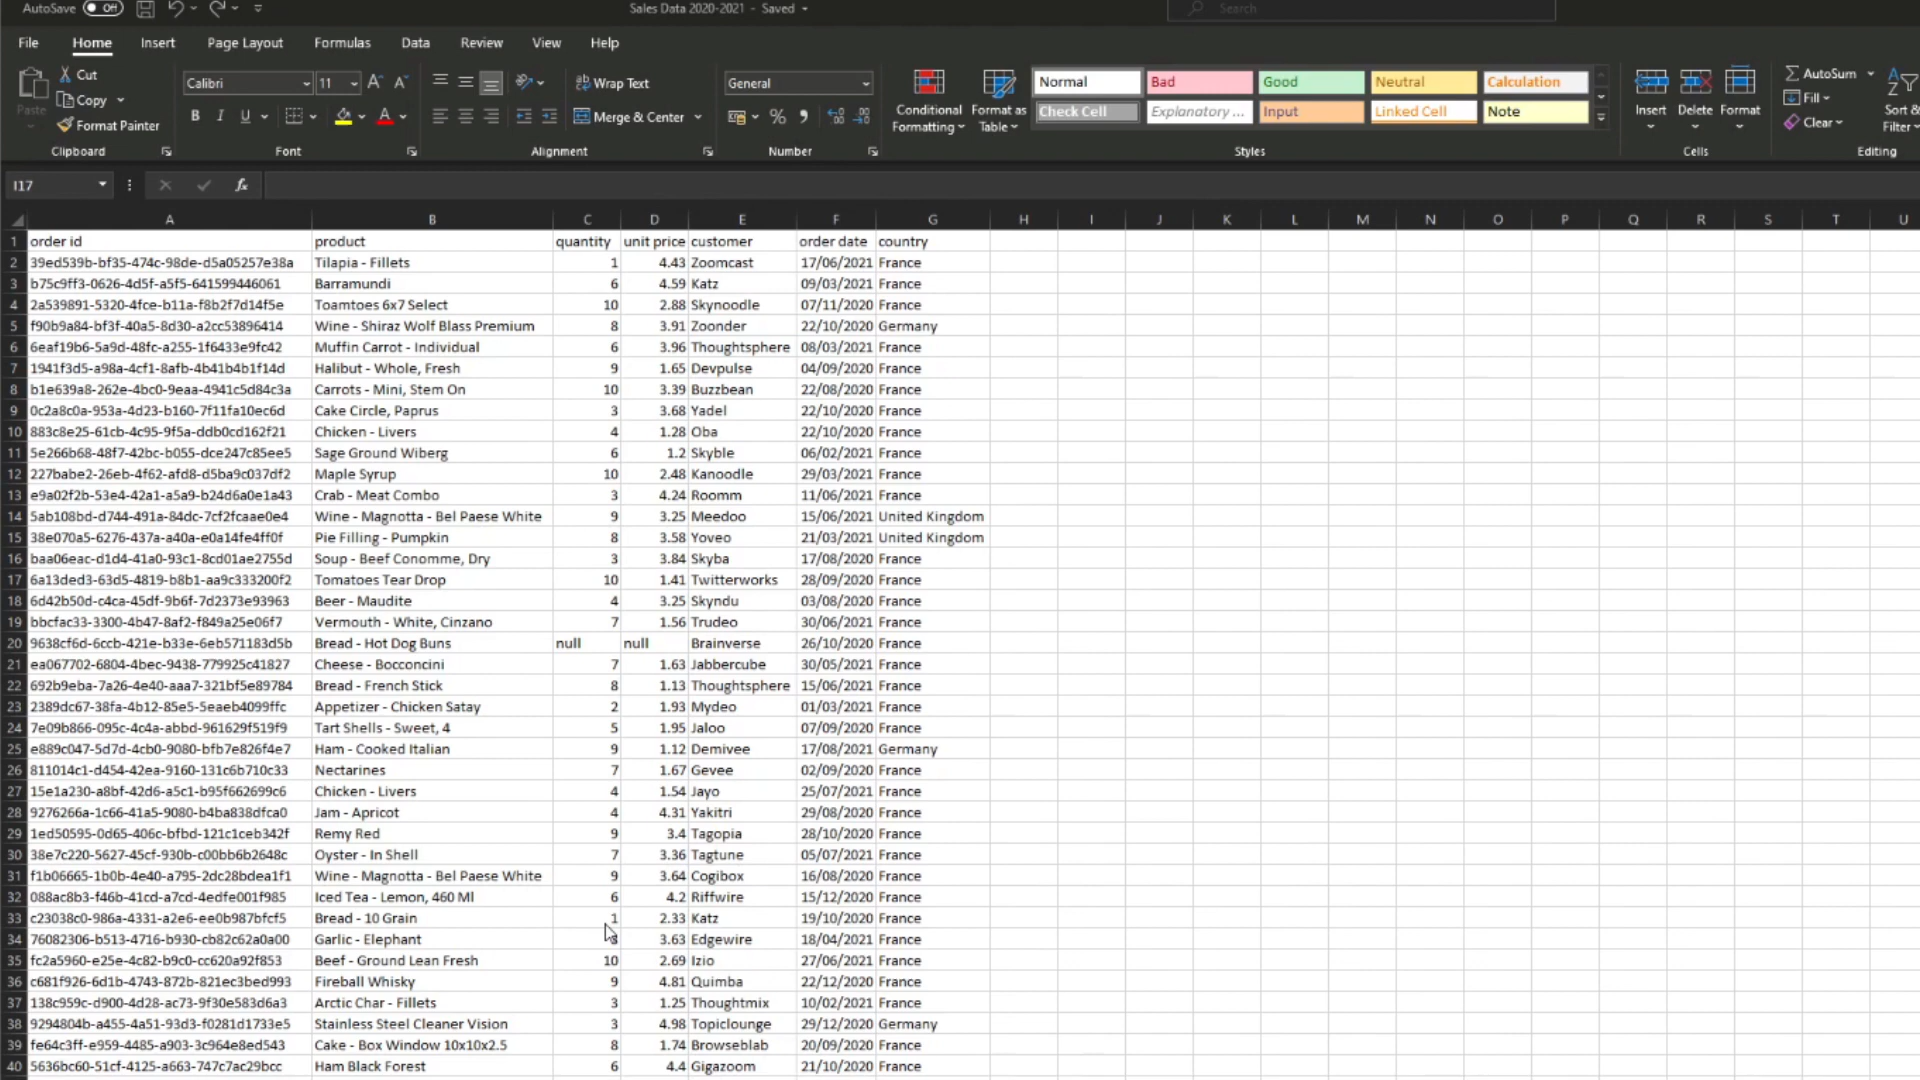 AutoSave Off Sales Data 2020-2021 - Saved Search
File Home Insert Page Layout Formulas Data Review View Help
Paste Cut Copy Format Painter Clipboard
Calibri 11 B I U Font
Wrap Text Merge & Center Alignment
General % Number
Conditional Formatting Format as Table
Normal Bad Good Neutral Calculation
Check Cell Explanatory ... Input Linked Cell Note
Styles
Insert Delete Format Cells
AutoSum Fill Clear Sort & Filter Editing
I17 fx
A B C D E F G H I J K L M N O P Q R S T U
1 order id product quantity unit price customer order date country
2 39ed539b-bf35-474c-98de-d5a05257e38a Tilapia - Fillets 1 4.43 Zoomcast 17/06/2021 France
3 b75c9ff3-0626-4d5f-a5f5-641599446061 Barramundi 6 4.59 Katz 09/03/2021 France
4 2a539891-5320-4fce-b11a-f8b2f7d14f5e Toamtoes 6x7 Select 10 2.88 Skynoodle 07/11/2020 France
5 f90b9a84-bf3f-40a5-8d30-a2cc53896414 Wine - Shiraz Wolf Blass Premium 8 3.91 Zoonder 22/10/2020 Germany
6 6eaf19b6-5a9d-48fc-a255-1f6433e9fc42 Muffin Carrot - Individual 6 3.96 Thoughtsphere 08/03/2021 France
7 1941f3d5-a98a-4cf1-8afb-4b41b4b1f14d Halibut - Whole, Fresh 9 1.65 Devpulse 04/09/2020 France
8 b1e639a8-262e-4bc0-9eaa-4941c5d84c3a Carrots - Mini, Stem On 10 3.39 Buzzbean 22/08/2020 France
9 0c2a8c0a-953a-4d23-b160-7f11fa10ec6d Cake Circle, Paprus 3 3.68 Yadel 22/10/2020 France
10 883c8e25-61cb-4c95-9f5a-ddb0cd162f21 Chicken - Livers 4 1.28 Oba 22/10/2020 France
11 5e266b68-48f7-42bc-b055-dce247c85ee5 Sage Ground Wiberg 6 1.2 Skyble 06/02/2021 France
12 227babe2-26eb-4f62-afd8-d5ba9c037df2 Maple Syrup 10 2.48 Kanoodle 29/03/2021 France
13 e9a02f2b-53e4-42a1-a5a9-b24d6a0e1a43 Crab - Meat Combo 3 4.24 Roomm 11/06/2021 France
14 5ab108bd-d744-491a-84dc-7cf2fcaae0e4 Wine - Magnotta - Bel Paese White 9 3.25 Meedoo 15/06/2021 United Kingdom
15 38e070a5-6276-437a-a40a-e0a14fe4ff0f Pie Filling - Pumpkin 8 3.58 Yoveo 21/03/2021 United Kingdom
16 baa06eac-d1d4-41a0-93c1-8cd01ae2755d Soup - Beef Conomme, Dry 3 3.84 Skyba 17/08/2020 France
17 6a13ded3-63d5-4819-b8b1-aa9c333200f2 Tomatoes Tear Drop 10 1.41 Twitterworks 28/09/2020 France
18 6d42b50d-c4ca-45df-9b6f-7d2373e93963 Beer - Maudite 4 3.25 Skyndu 03/08/2020 France
19 bbcfac33-3300-4b47-8af2-f849a25e06f7 Vermouth - White, Cinzano 7 1.56 Trudeo 30/06/2021 France
20 9638cf6d-6ccb-421e-b33e-6eb571183d5b Bread - Hot Dog Buns null null Brainverse 26/10/2020 France
21 ea067702-6804-4bec-9438-779925c41827 Cheese - Bocconcini 7 1.63 Jabbercube 30/05/2021 France
22 692b9eba-7a26-4e40-aaa7-321bf5e89784 Bread - French Stick 8 1.13 Thoughtsphere 15/06/2021 France
23 2389dc67-38fa-4b12-85e5-5eaeb4099ffc Appetizer - Chicken Satay 2 1.93 Mydeo 01/03/2021 France
24 7e09b866-095c-4c4a-abbd-961629f519f9 Tart Shells - Sweet, 4 5 1.95 Jaloo 07/09/2020 France
25 e889c047-5d7d-4cb0-9080-bfb7e826f4e7 Ham - Cooked Italian 9 1.12 Demivee 17/08/2021 Germany
26 811014c1-d454-42ea-9160-131c6b710c33 Nectarines 7 1.67 Gevee 02/09/2020 France
27 15e1a230-a8bf-42d6-a5c1-b95f662699c6 Chicken - Livers 4 1.54 Jayo 25/07/2021 France
28 9276266a-1c66-41a5-9080-b4ba838dfca0 Jam - Apricot 4 4.31 Yakitri 29/08/2020 France
29 1ed50595-0d65-406c-bfbd-121c1ceb342f Remy Red 9 3.4 Tagopia 28/10/2020 France
30 38e7c220-5627-45cf-930b-c00bb6b2648c Oyster - In Shell 7 3.36 Tagtune 05/07/2021 France
31 f1b06665-1b0b-4e40-a795-2dc28bdea1f1 Wine - Magnotta - Bel Paese White 9 3.64 Cogibox 16/08/2020 France
32 088ac8b3-f46b-41cd-a7cd-4edfe001f985 Iced Tea - Lemon, 460 Ml 6 4.2 Riffwire 15/12/2020 France
33 c23038c0-986a-4331-a2e6-ee0b987bfcf5 Bread - 10 Grain 1 2.33 Katz 19/10/2020 France
34 76082306-b513-4716-b930-cb82c62a0a00 Garlic - Elephant 3 3.63 Edgewire 18/04/2021 France
35 fc2a5960-e25e-4c82-b9c0-cc620a92f853 Beef - Ground Lean Fresh 10 2.69 Izio 27/06/2021 France
36 c681f926-6d1b-4743-872b-821ec3bed993 Fireball Whisky 9 4.81 Quimba 22/12/2020 France
37 138c959c-d900-4d28-ac73-9f30e583d6a3 Arctic Char - Fillets 3 1.25 Thoughtmix 10/02/2021 France
38 9294804b-a455-4a51-93d3-f0281d1733e5 Stainless Steel Cleaner Vision 3 4.98 Topiclounge 29/12/2020 Germany
39 fe64c3ff-e959-4485-a903-3c964e8ed543 Cake - Box Window 10x10x2.5 8 1.74 Browseblab 20/09/2020 France
40 5636bc60-51cf-4125-a663-747c7ac29bcc Ham Black Forest 6 4.4 Gigazoom 21/10/2020 France